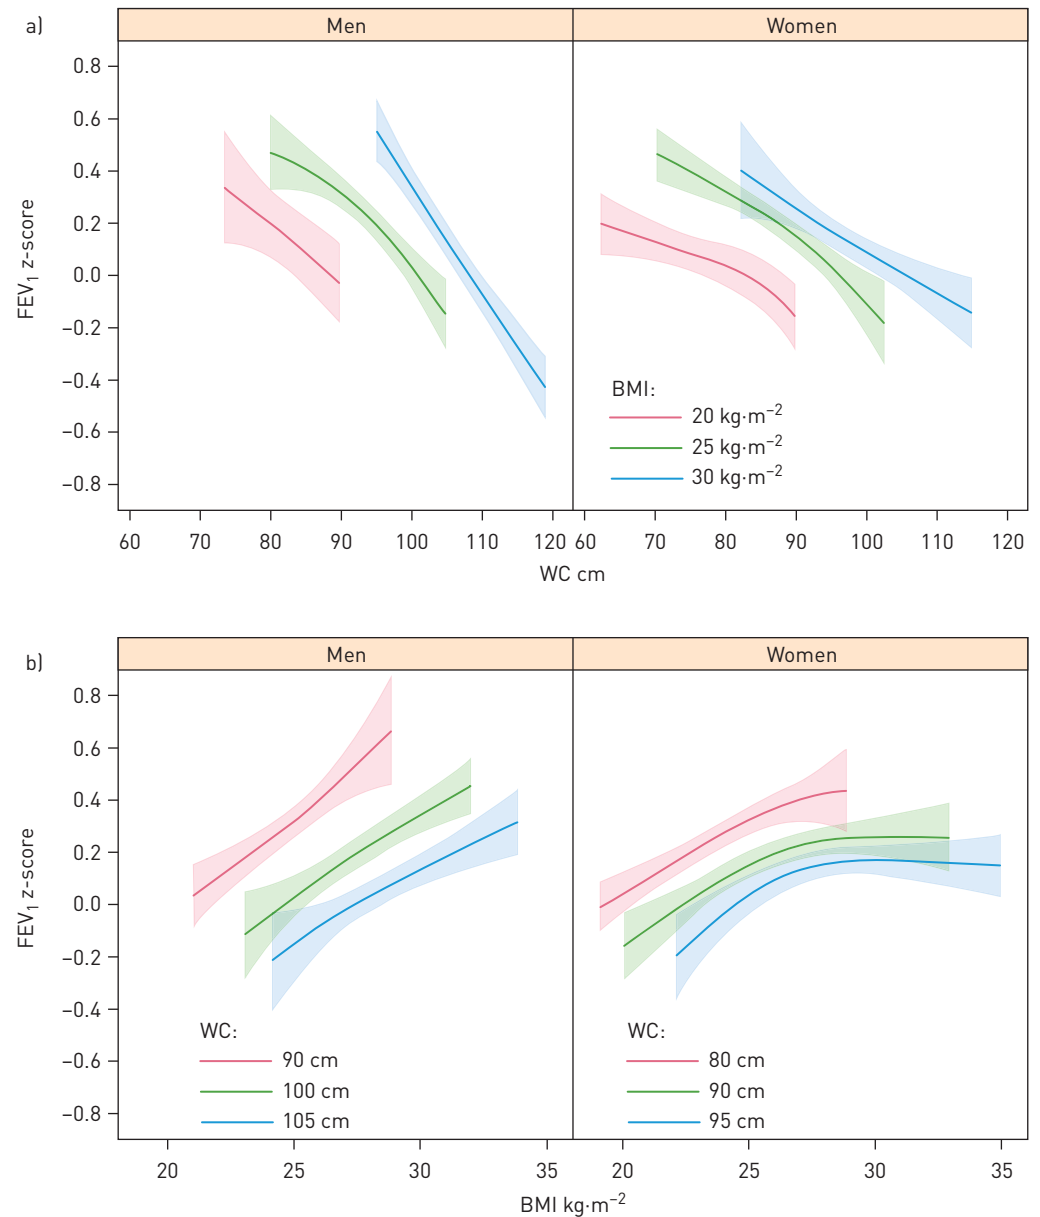 a)
Men Women
0.8
0.6
0.4
0.2
0.0
–0.2
–0.4
–0.6
–0.8
FEV1 z-score
BMI:
20 kg·m–2
25 kg·m–2
30 kg·m–2
60 70 80 90 100 110 120 60 70 80 90 100 110 120
WC cm
b)
Men Women
0.8
0.6
0.4
0.2
0.0
–0.2
–0.4
–0.6
–0.8
FEV1 z-score
WC:
90 cm
100 cm
105 cm
WC:
80 cm
90 cm
95 cm
20 25 30 35 20 25 30 35
BMI kg·m–2